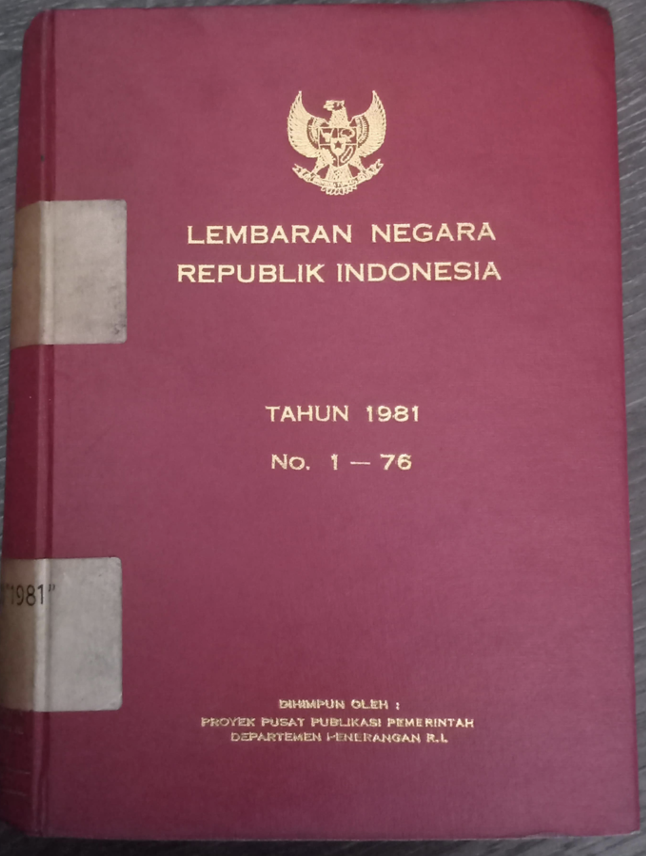 LEMBARAN NEGARA
REPUBLIK INDONESIA
TAHUN 1981
No. 1 — 76
"1981"
DIHIMPUN OLEH :
PROYEK PUSAT PUBLIKASI PEMERINTAH
DEPARTEMEN PENERANGAN R.I.